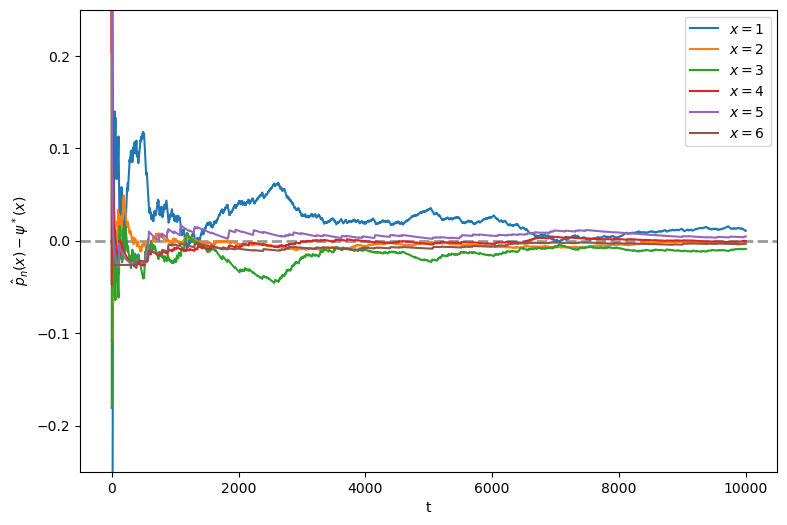 x = 1
x = 2
x = 3
x = 4
x = 5
x = 6
0.2
0.1
0.0
−0.1
−0.2
p̂ₙ(x) − ψ*(x)
0 2000 4000 6000 8000 10000
t